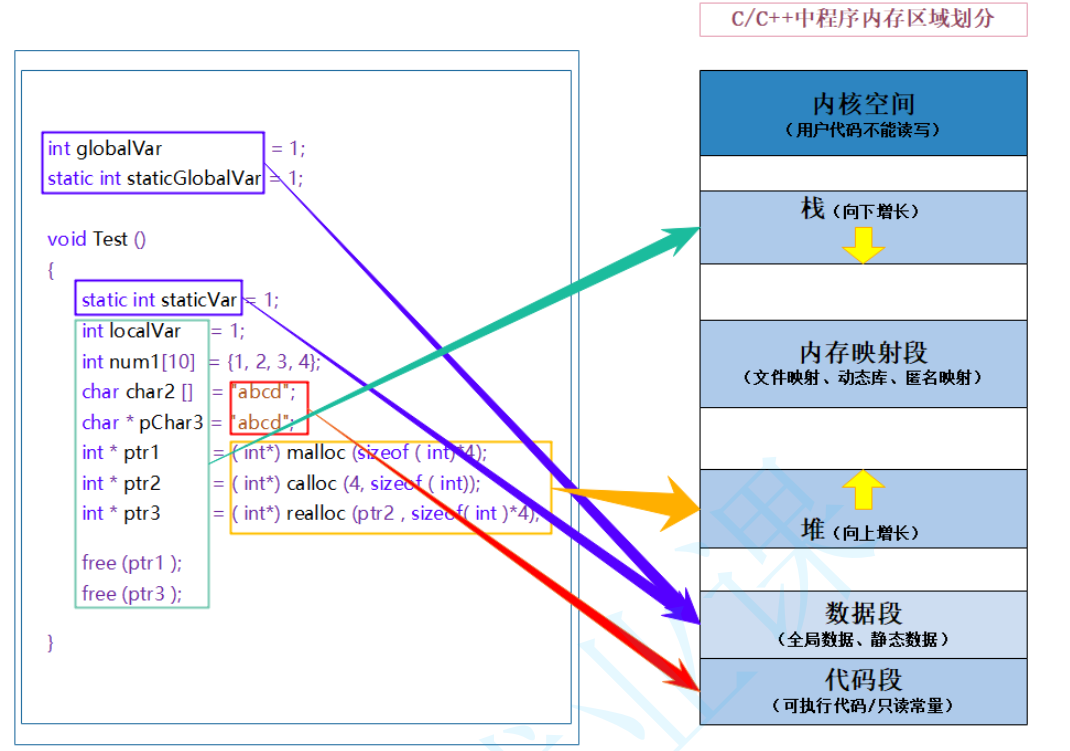 C/C++中程序内存区域划分
int globalVar = 1;
static int staticGlobalVar = 1;
void Test ()
{
static int staticVar = 1;
int localVar = 1;
int num1[10] = {1, 2, 3, 4};
char char2 [] = "abcd";
char * pChar3 = "abcd";
int * ptr1 = ( int*) malloc (sizeof ( int)*4);
int * ptr2 = ( int*) calloc (4, sizeof ( int));
int * ptr3 = ( int*) realloc (ptr2 , sizeof( int )*4);
free (ptr1 );
free (ptr3 );
}
内核空间
(用户代码不能读写)
栈(向下增长)
内存映射段
(文件映射、动态库、匿名映射)
堆(向上增长)
数据段
(全局数据、静态数据)
代码段
(可执行代码/只读常量)